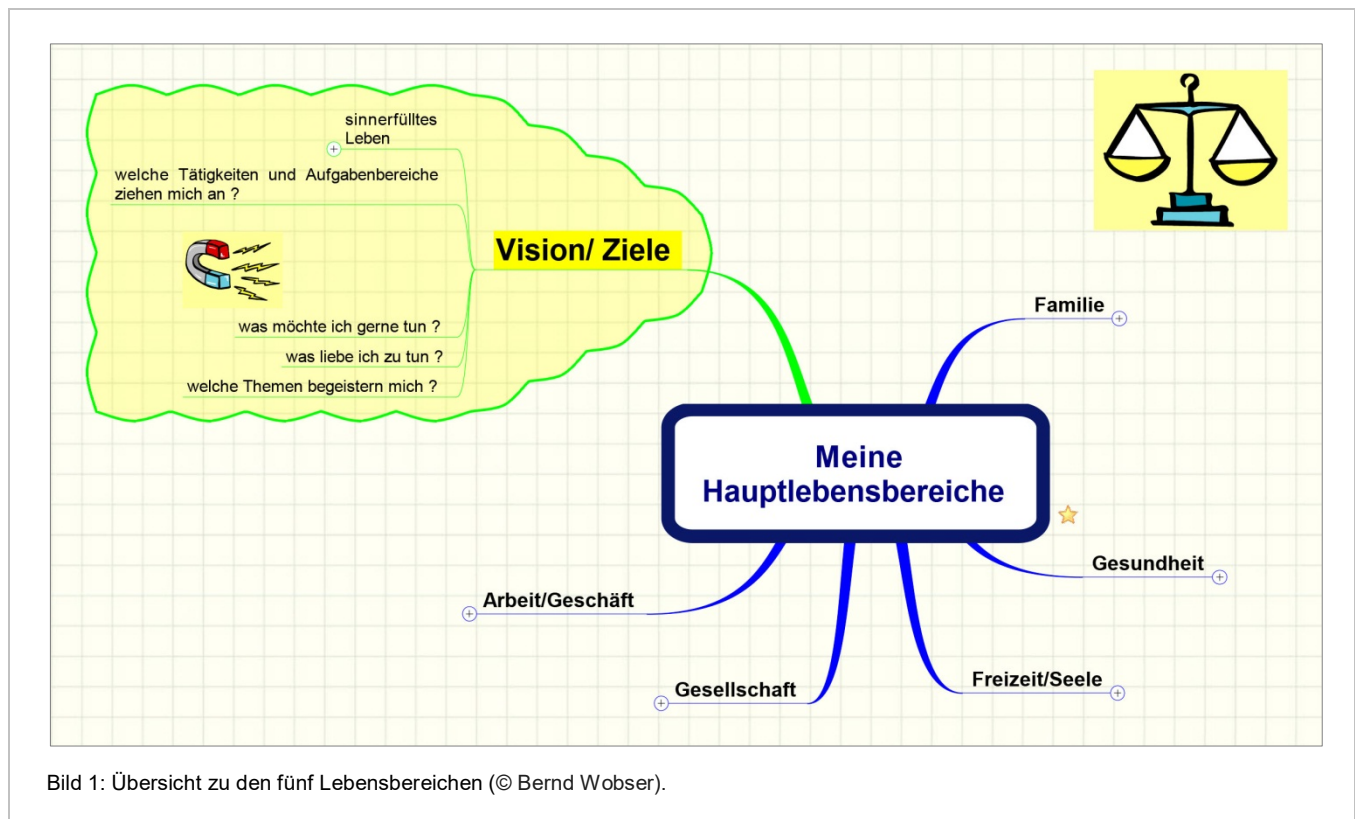 sinnerfülltes
Leben
welche Tätigkeiten und Aufgabenbereiche
ziehen mich an ?
Vision/ Ziele
was möchte ich gerne tun ?
was liebe ich zu tun ?
welche Themen begeistern mich ?
Familie
Meine
Hauptlebensbereiche
Gesundheit
Arbeit/Geschäft
Freizeit/Seele
Gesellschaft
Bild 1: Übersicht zu den fünf Lebensbereichen (© Bernd Wobser).